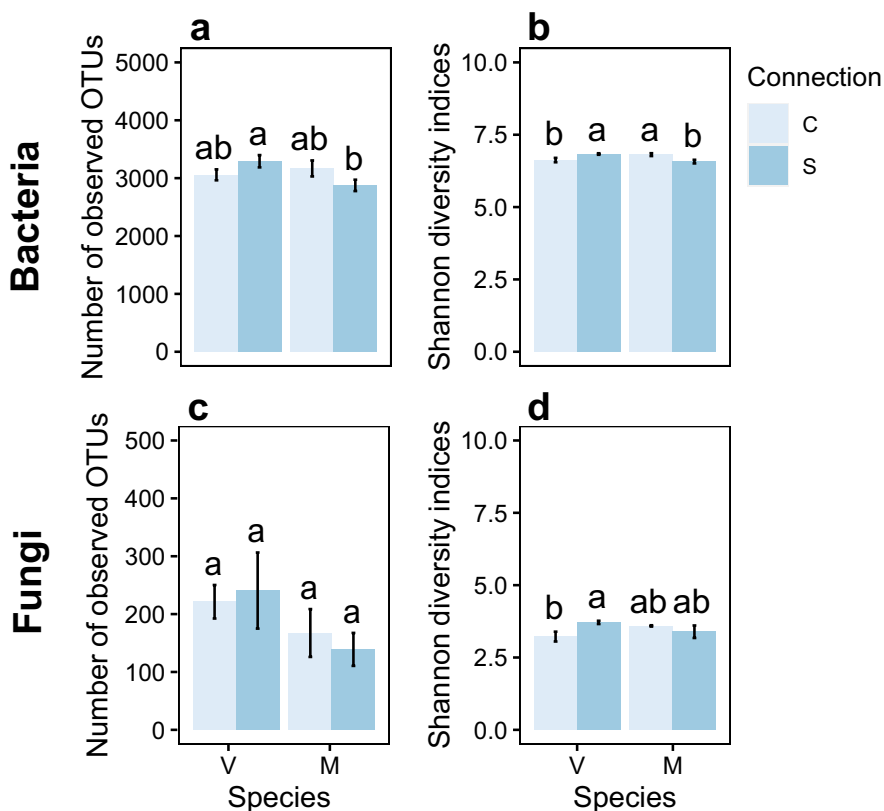 a
Number of observed OTUs
5000
4000
3000
2000
1000
0
ab
a
ab
b
b
Shannon diversity indices
10.0
7.5
5.0
2.5
0.0
b
a
a
b
Connection
C
S
Bacteria
c
Number of observed OTUs
500
400
300
200
100
0
a
a
a
a
V
M
Species
d
Shannon diversity indices
10.0
7.5
5.0
2.5
0.0
b
a
ab
ab
V
M
Species
Fungi